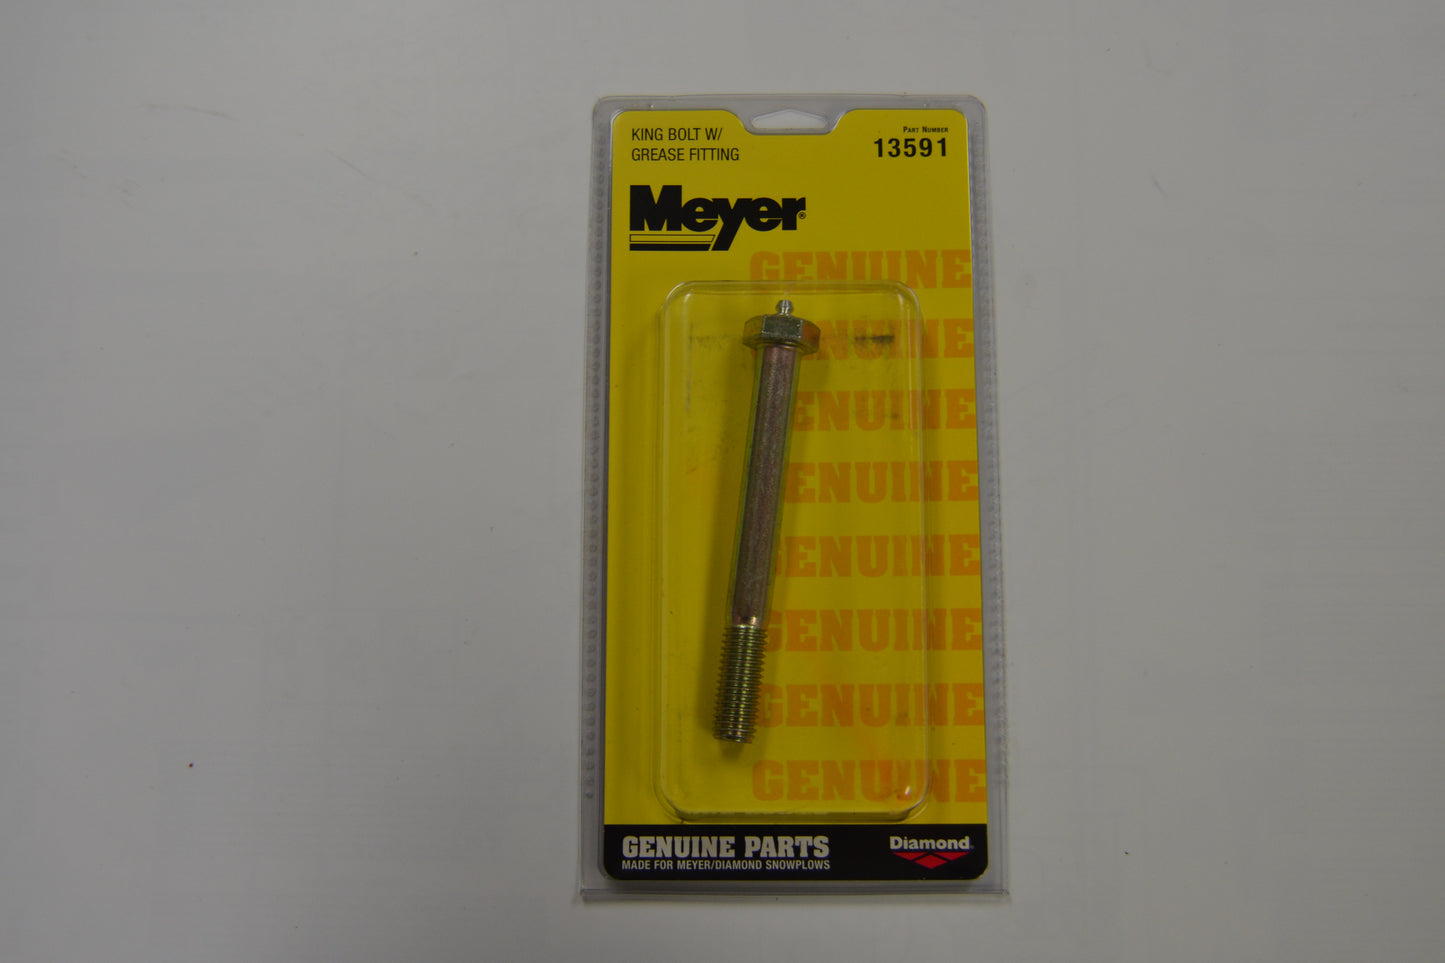 KING BOLT W/
GREASE FITTING
PART NUMBER
13591
Meyer®
GENUINE
GENUINE
GENUINE
GENUINE
GENUINE
GENUINE
GENUINE
GENUINE
GENUINE PARTS
MADE FOR MEYER/DIAMOND SNOWPLOWS
Diamond